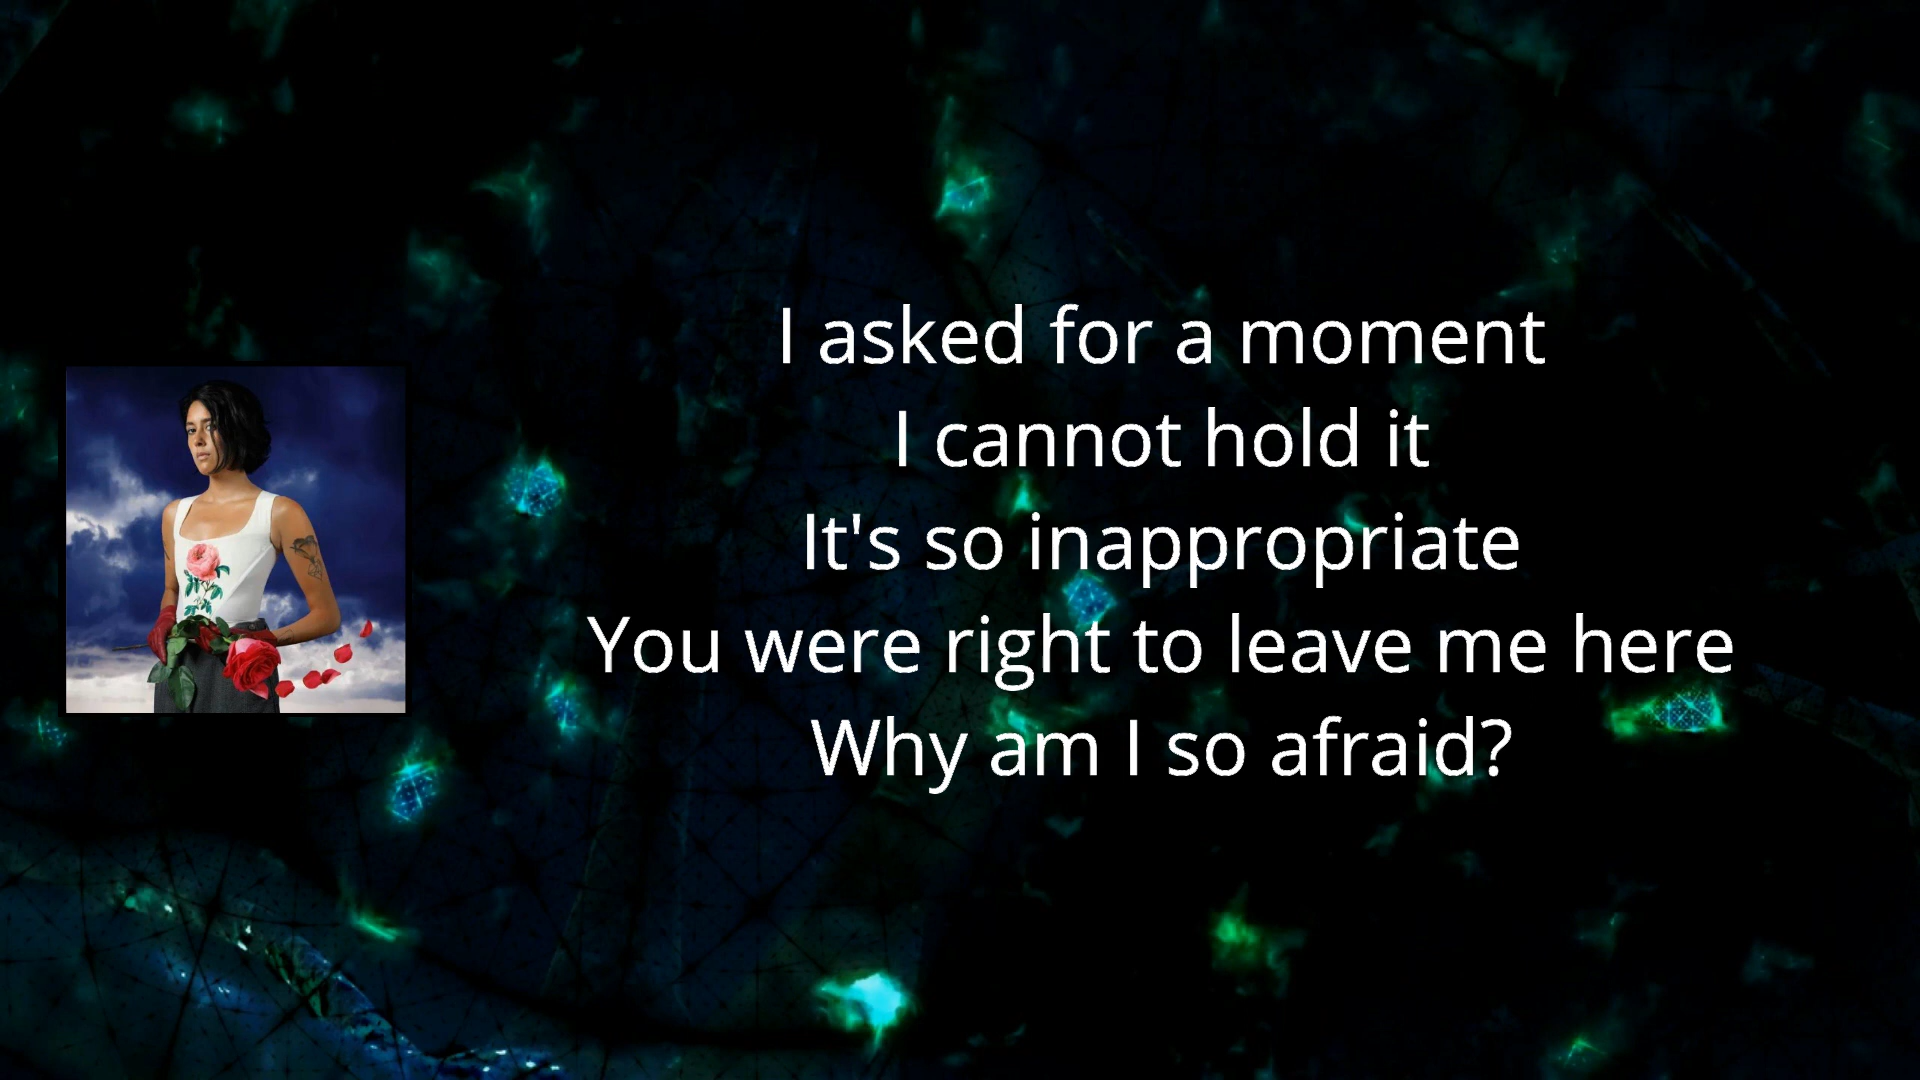 I asked for a moment
I cannot hold it
It's so inappropriate
You were right to leave me here
Why am I so afraid?